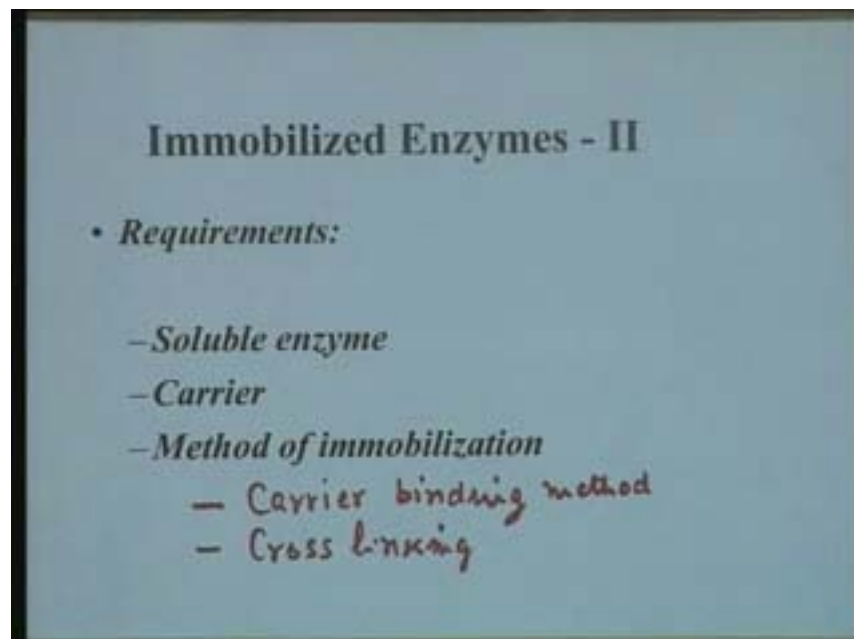 Immobilized Enzymes - II
• Requirements:
– Soluble enzyme
– Carrier
– Method of immobilization
— Carrier binding method
— Cross linking